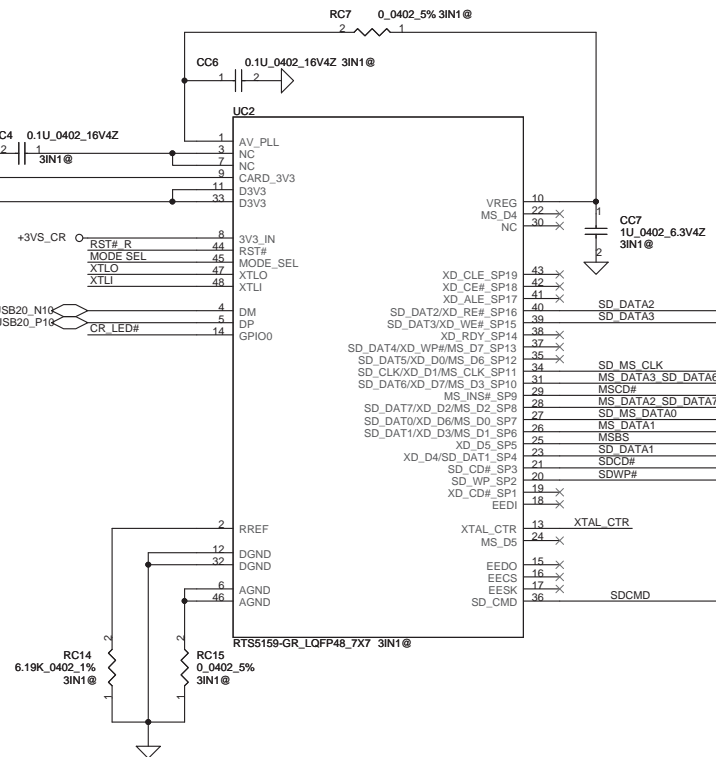 RC7 0_0402_5% 3IN1@
2 1
CC6 0.1U_0402_16V4Z 3IN1@
1 2
UC2
C4 0.1U_0402_16V4Z
2 1
3IN1@
1 AV_PLL
3 NC
7 NC
9 CARD_3V3
11 D3V3
33 D3V3
VREG 10
MS_D4 22
NC 30
1
CC7
1U_0402_6.3V4Z
3IN1@
2
+3VS_CR 8 3V3_IN
RST#_R 44 RST#
MODE SEL 45 MODE_SEL
XTLO 47 XTLO
XTLI 48 XTLI
USB20_N10 4 DM
USB20_P10 5 DP
CR_LED# 14 GPIO0
XD_CLE_SP19 43
XD_CE#_SP18 42
XD_ALE_SP17 41
SD_DAT2/XD_RE#_SP16 40 SD_DATA2
SD_DAT3/XD_WE#_SP15 39 SD_DATA3
XD_RDY_SP14 38
SD_DAT4/XD_WP#/MS_D7_SP13 37
SD_DAT5/XD_D0/MS_D6_SP12 35
SD_CLK/XD_D1/MS_CLK_SP11 34 SD_MS_CLK
SD_DAT6/XD_D7/MS_D3_SP10 31 MS_DATA3_SD_DATA6
MS_INS#_SP9 29 MSCD#
SD_DAT7/XD_D2/MS_D2_SP8 28 MS_DATA2_SD_DATA7
SD_DAT0/XD_D6/MS_D0_SP7 27 SD_MS_DATA0
SD_DAT1/XD_D3/MS_D1_SP6 26 MS_DATA1
XD_D5_SP5 25 MSBS
XD_D4/SD_DAT1_SP4 23 SD_DATA1
SD_CD#_SP3 21 SDCD#
SD_WP_SP2 20 SDWP#
XD_CD#_SP1 19
EEDI 18
2 RREF
XTAL_CTR 13 XTAL_CTR
MS_D5 24
12 DGND
32 DGND
EEDO 15
EECS 16
EESK 17
SD_CMD 36 SDCMD
6 AGND
46 AGND
RTS5159-GR_LQFP48_7X7 3IN1@
2
RC14
6.19K_0402_1%
3IN1@
1
2
RC15
0_0402_5%
3IN1@
1